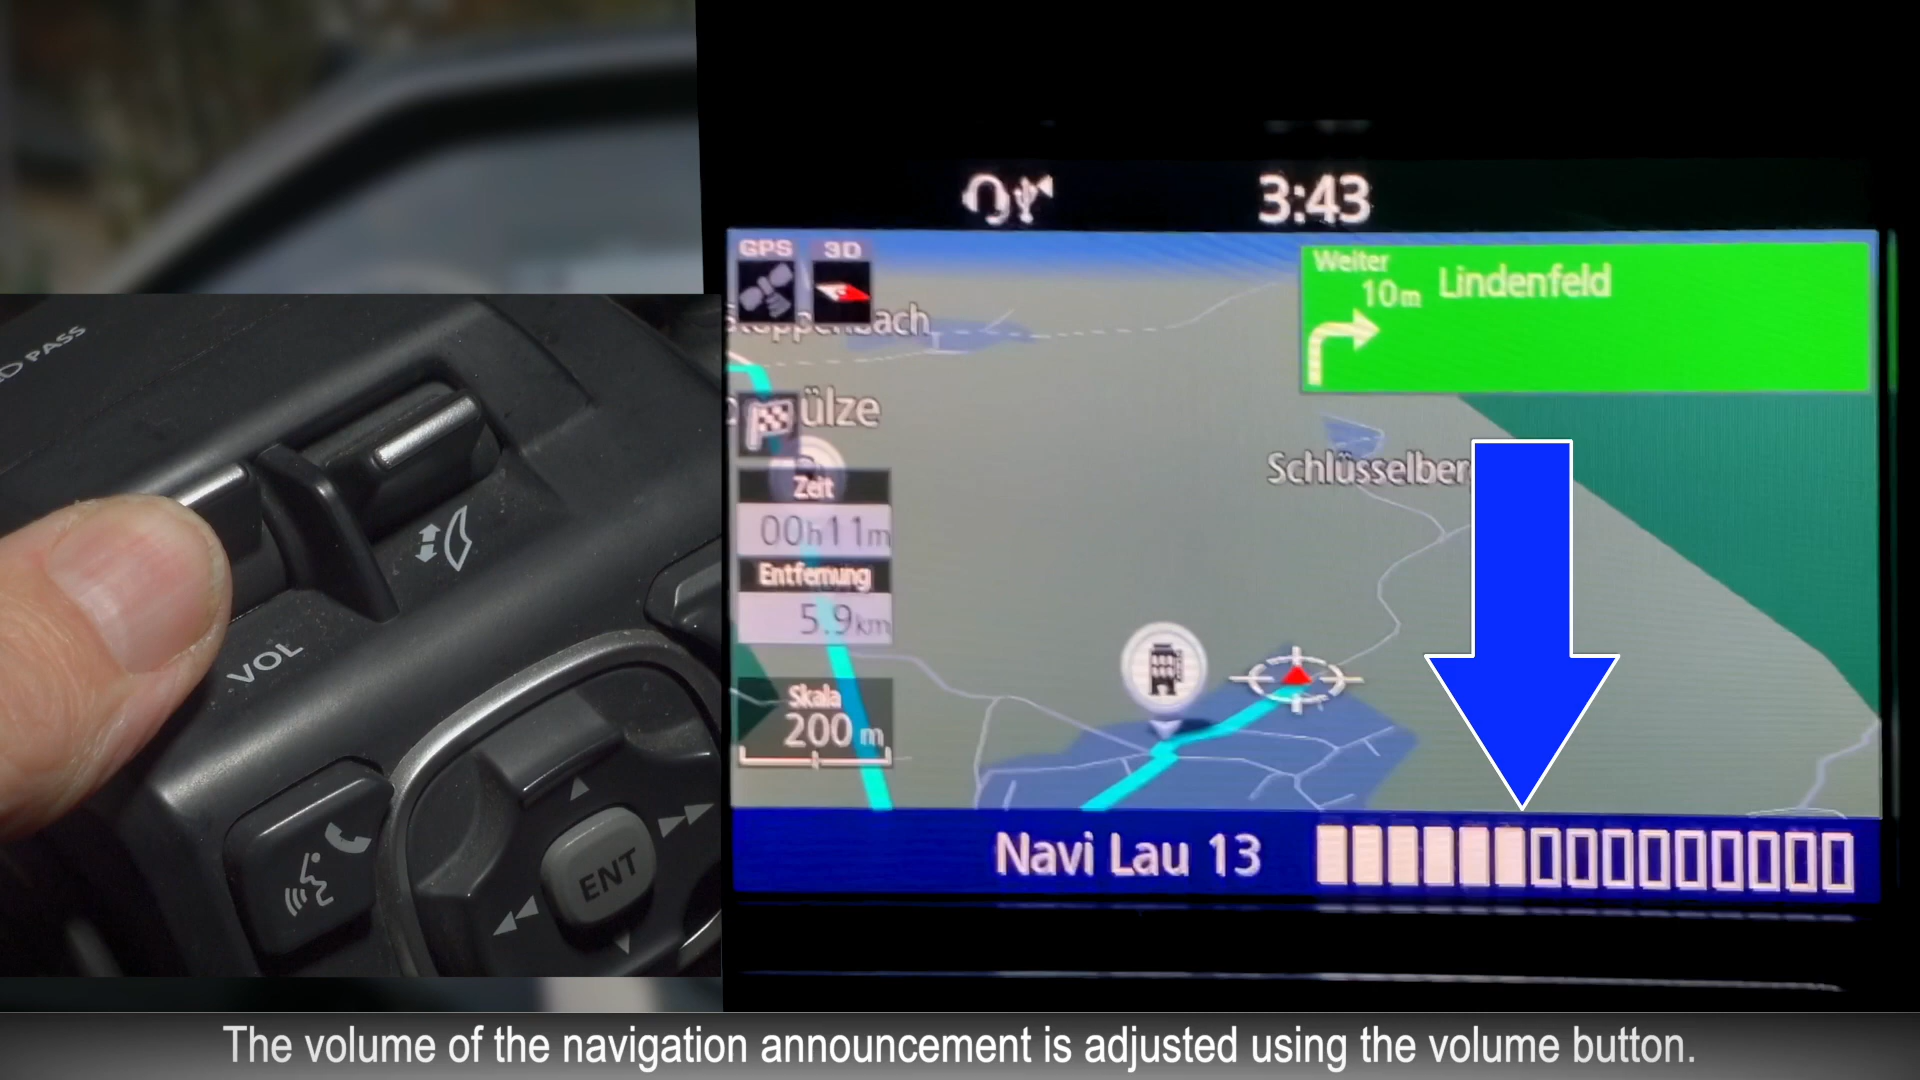 3:43
GPS 3D
Weiter
10m Lindenfeld
ülze
Schlüsselber
Zeit
00h11m
Entfernung
5.9km
Skala
200 m
Navi Lau 13
PASS
VOL
ENT
The volume of the navigation announcement is adjusted using the volume button.